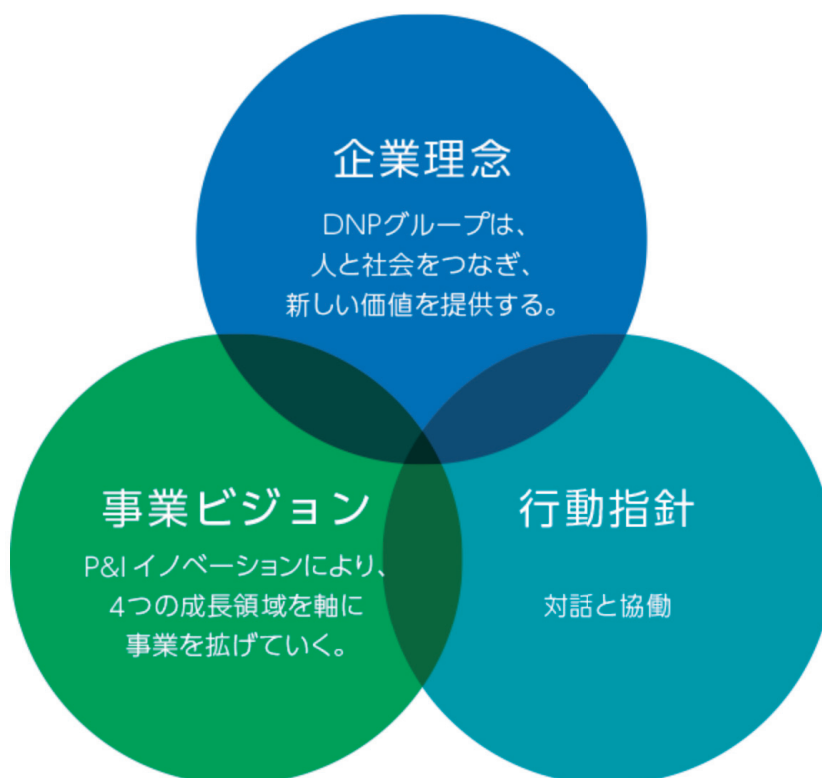 企業理念
DNPグループは、
人と社会をつなぎ、
新しい価値を提供する。
事業ビジョン
P&Iイノベーションにより、
4つの成長領域を軸に
事業を拡げていく。
行動指針
対話と協働